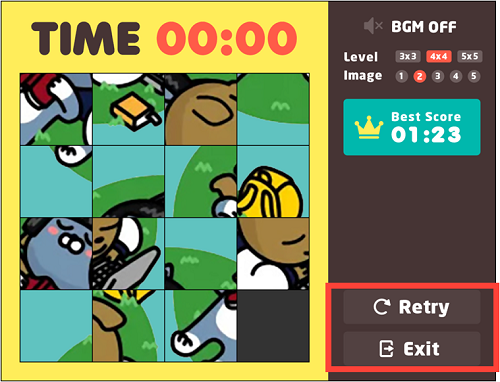 TIME 00:00
BGM OFF
Level 3x3 4x4 5x5
Image 1 2 3 4 5
Best Score
01:23
Retry
Exit